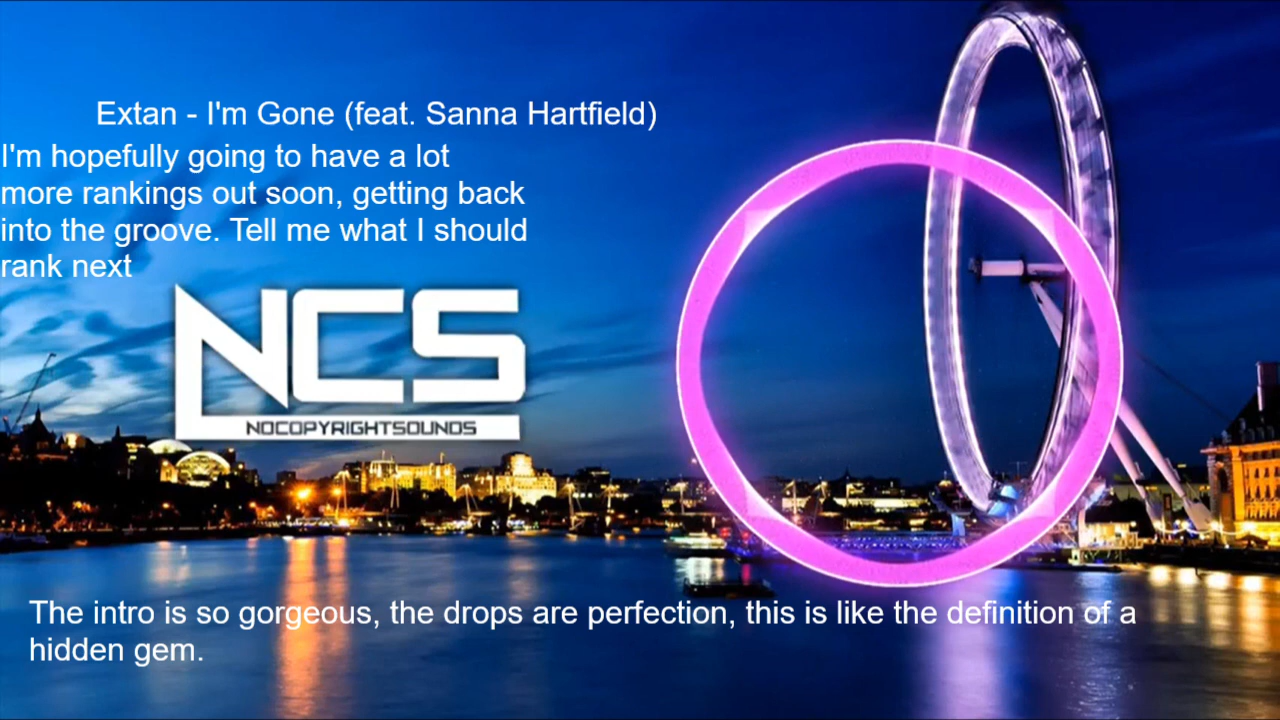 Extan - I'm Gone (feat. Sanna Hartfield)
I'm hopefully going to have a lot
more rankings out soon, getting back
into the groove. Tell me what I should
rank next
NCS
NOCOPYRIGHTSOUNDS
The intro is so gorgeous, the drops are perfection, this is like the definition of a
hidden gem.